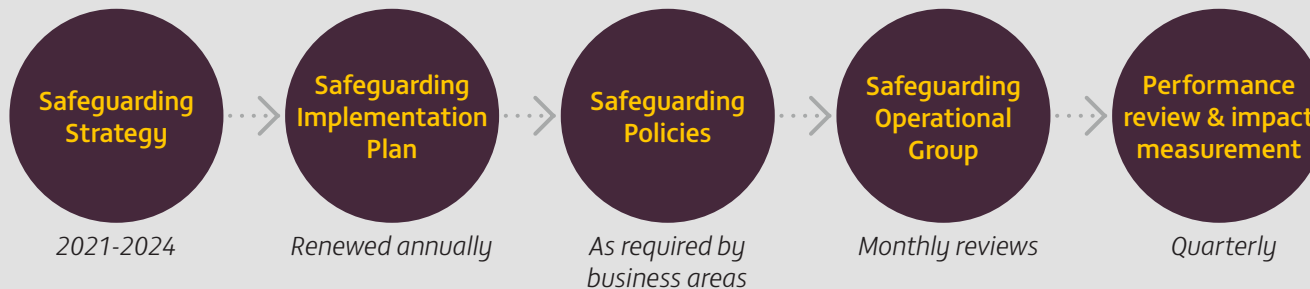 Safeguarding
Strategy
2021-2024
Safeguarding
Implementation
Plan
Renewed annually
Safeguarding
Policies
As required by
business areas
Safeguarding
Operational
Group
Monthly reviews
Performance
review & impact
measurement
Quarterly